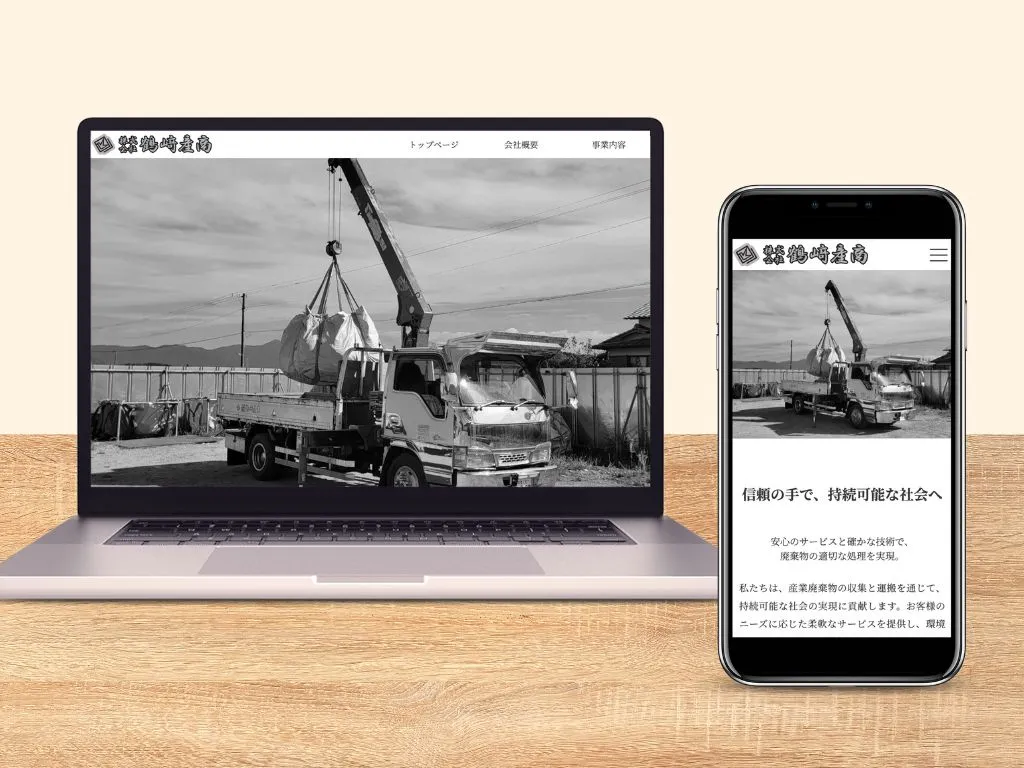 株式会社 鶴﨑産商
トップページ 会社概要 事業内容
株式会社 鶴﨑産商
信頼の手で、持続可能な社会へ
安心のサービスと確かな技術で、
廃棄物の適切な処理を実現。
私たちは、産業廃棄物の収集と運搬を通じて、
持続可能な社会の実現に貢献します。お客様の
ニーズに応じた柔軟なサービスを提供し、環境